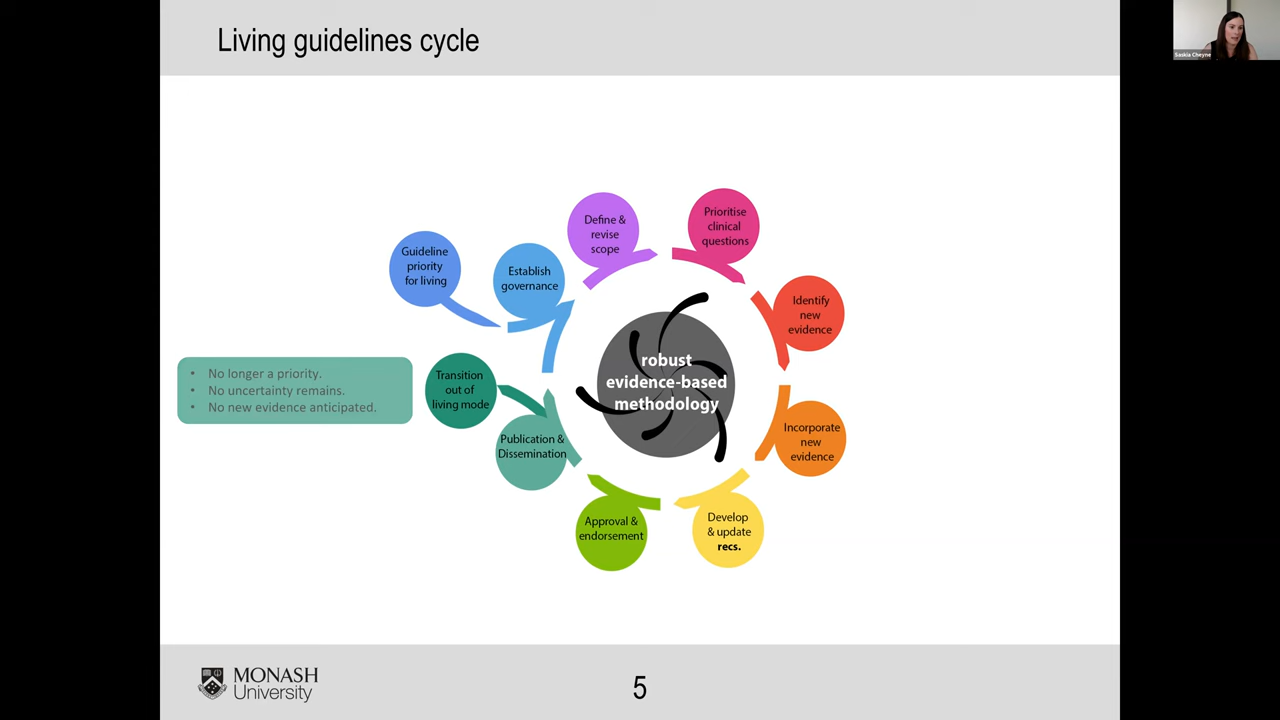 Living guidelines cycle
Saskia Cheyne
Guideline
priority
for living
Establish
governance
Define &
revise
scope
Prioritise
clinical
questions
Identify
new
evidence
Incorporate
new
evidence
Develop
& update
recs.
Approval &
endorsement
Publication &
Dissemination
Transition
out of
living mode
• No longer a priority.
• No uncertainty remains.
• No new evidence anticipated.
robust
evidence-based
methodology
MONASH
University
5